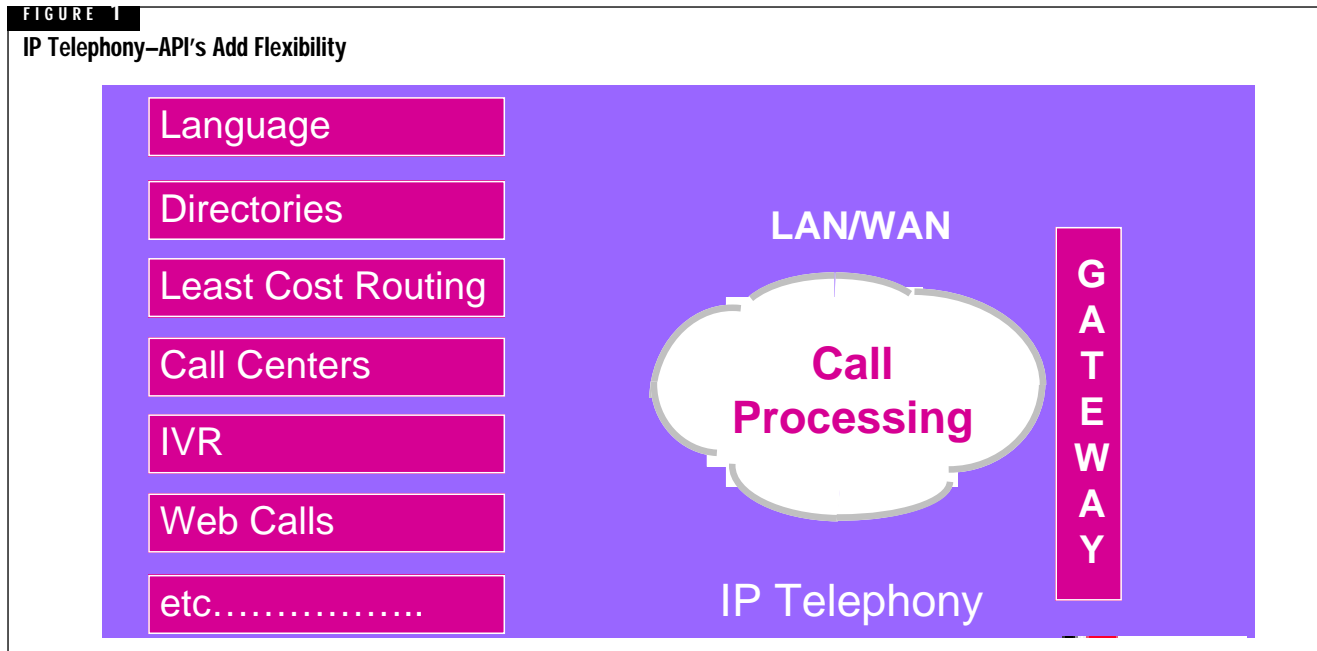 FIGURE 1
IP Telephony–API's Add Flexibility
Language
Directories
Least Cost Routing
Call Centers
IVR
Web Calls
etc……………..
LAN/WAN
Call
Processing
IP Telephony
G
A
T
E
W
A
Y